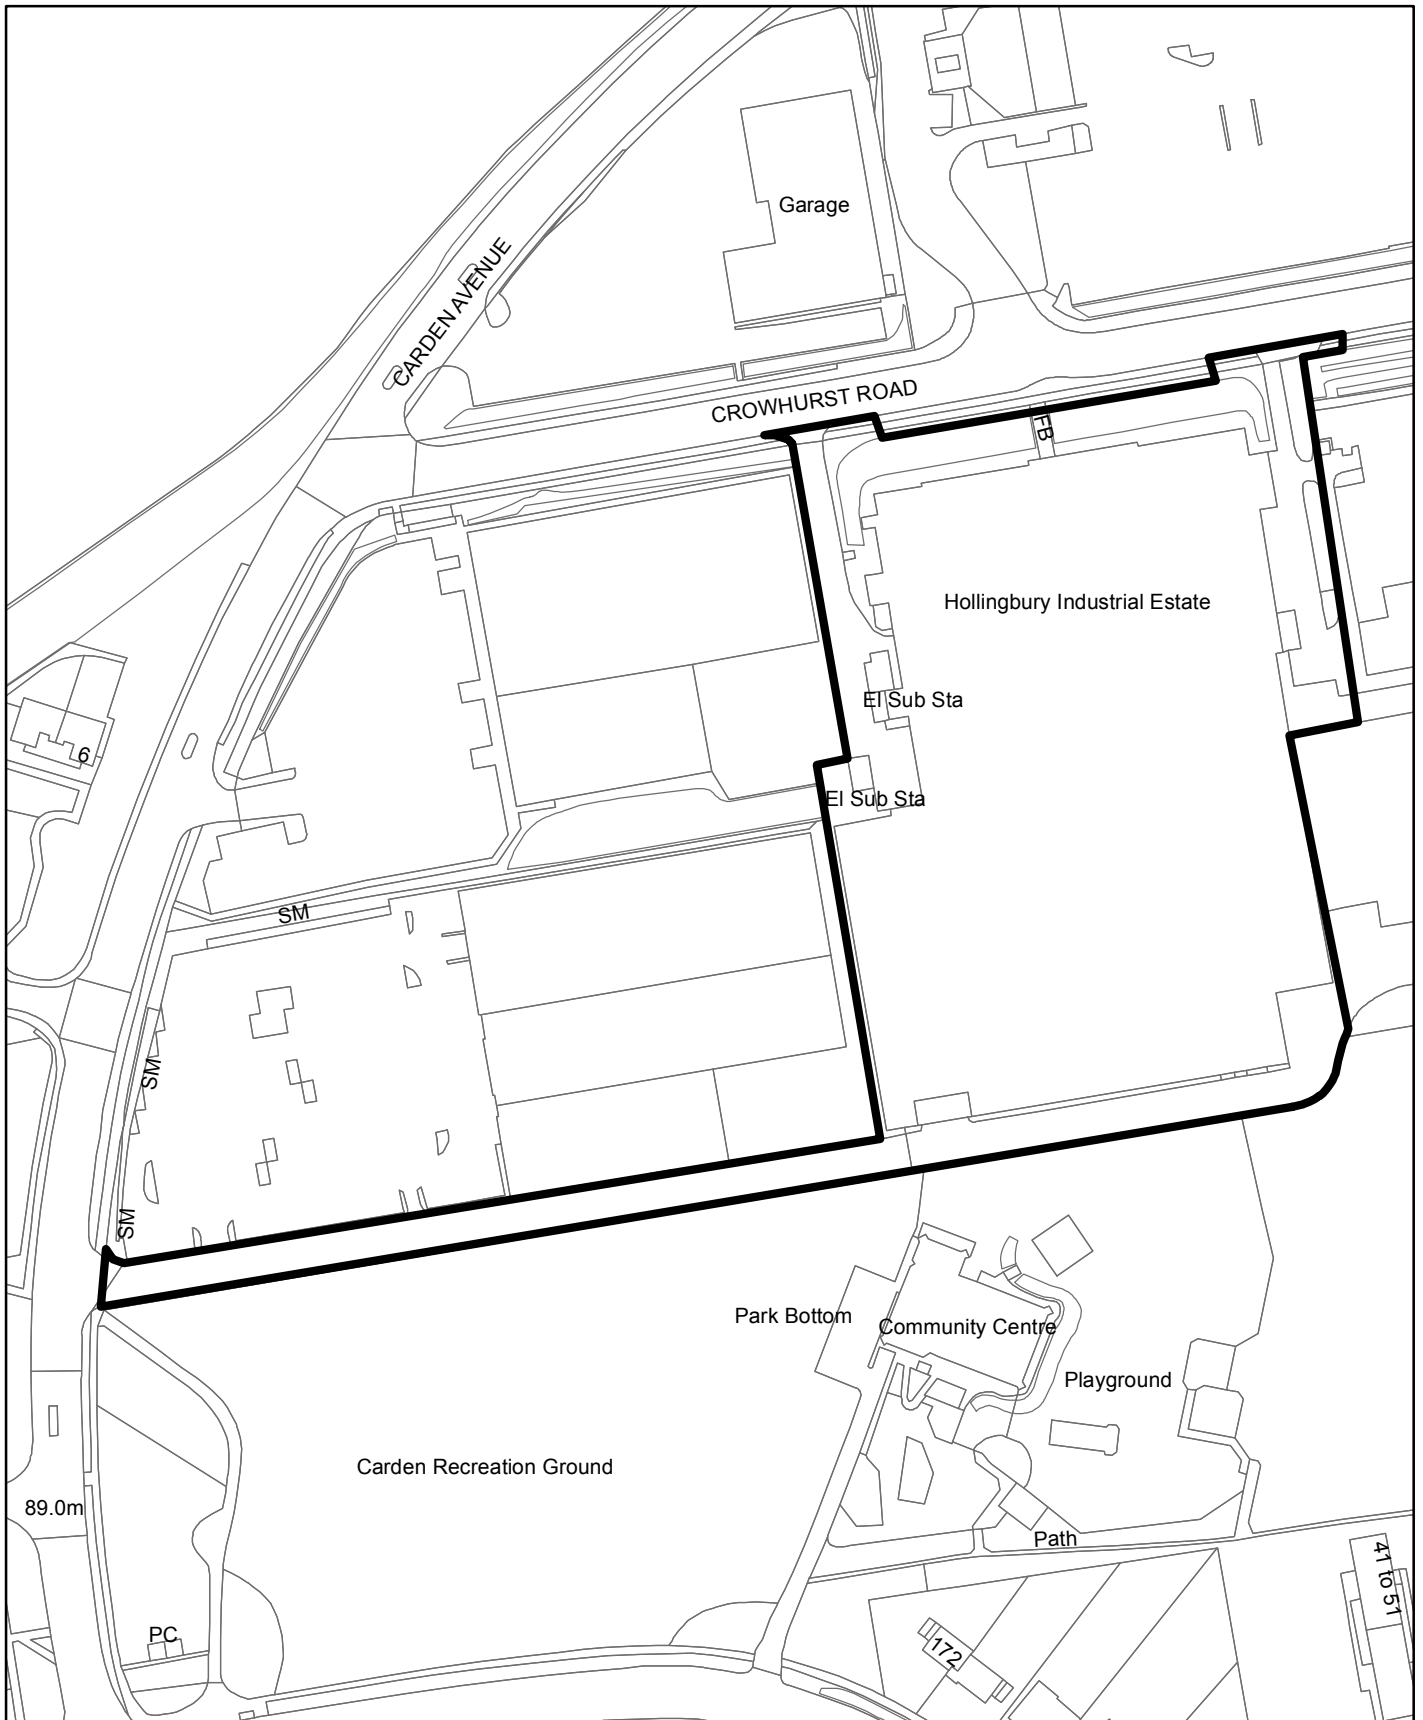 Garage
CARDEN AVENUE
CROWHURST ROAD
FB
Hollingbury Industrial Estate
El Sub Sta
6
El Sub Sta
SM
SM
SM
Park Bottom
Community Centre
Playground
Carden Recreation Ground
89.0m
Path
41 to 51
PC
172